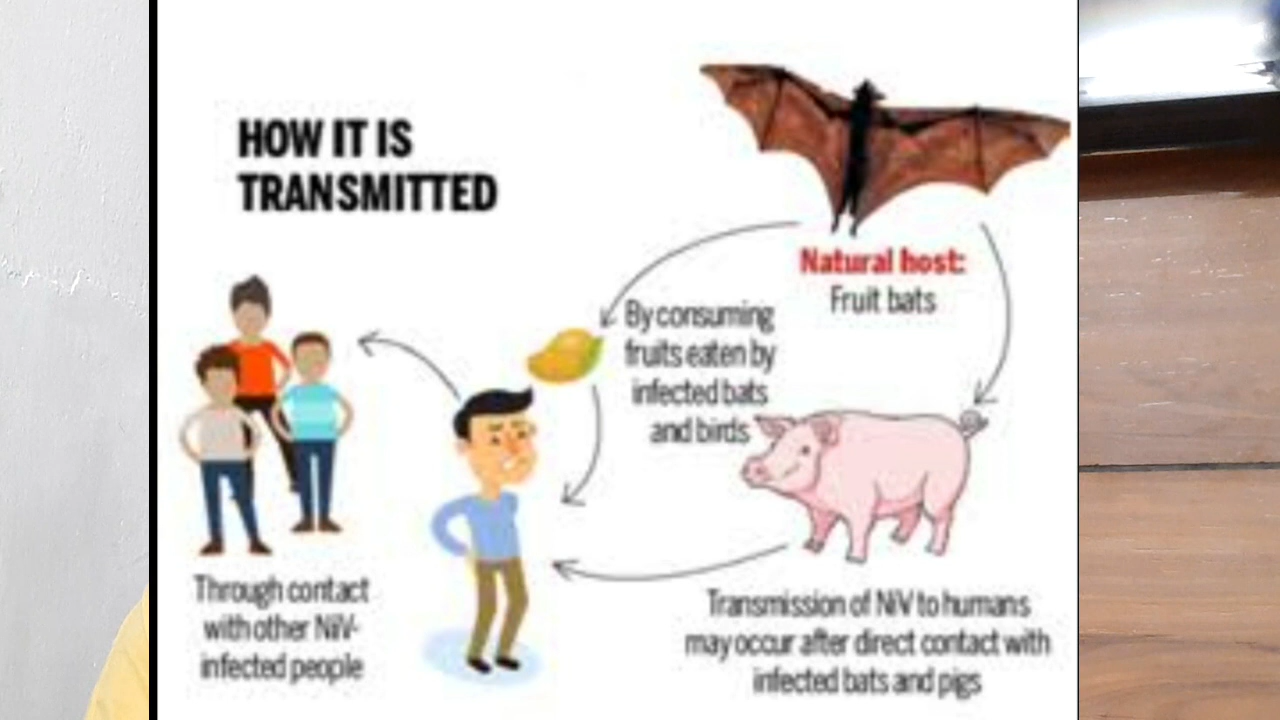 HOW IT IS
TRANSMITTED
Natural host:
Fruit bats
By consuming
fruits eaten by
infected bats
and birds
Through contact
with other NiV-
infected people
Transmission of NiV to humans
may occur after direct contact with
infected bats and pigs